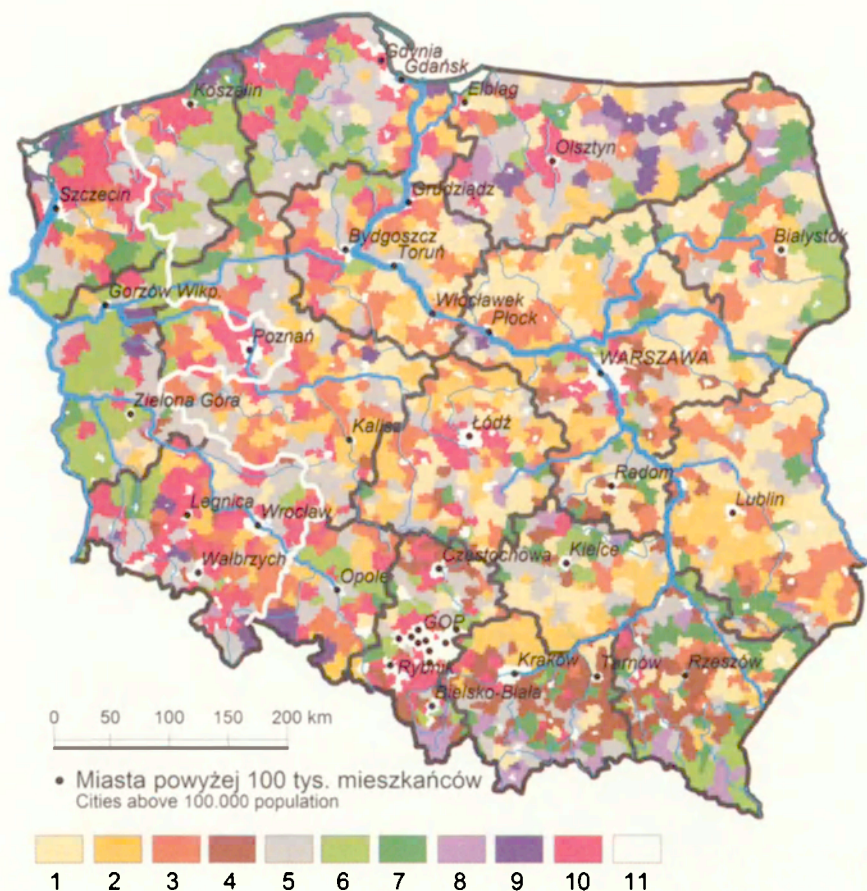 Gdynia
Gdańsk
Koszalin
Elbląg
Olsztyn
Szczecin
Grudziądz
Bydgoszcz
Toruń
Białystok
Gorzów Wlkp.
Włocławek
Płock
Poznań
WARSZAWA
Zielona Góra
Kalisz
Łódź
Radom
Legnica
Wrocław
Lublin
Wałbrzych
Opole
Częstochowa
Kielce
GOP
Rybnik
Kraków
Tarnów
Rzeszów
Bielsko-Biała
0 50 100 150 200 km
• Miasta powyżej 100 tys. mieszkańców
Cities above 100.000 population
1 2 3 4 5 6 7 8 9 10 11